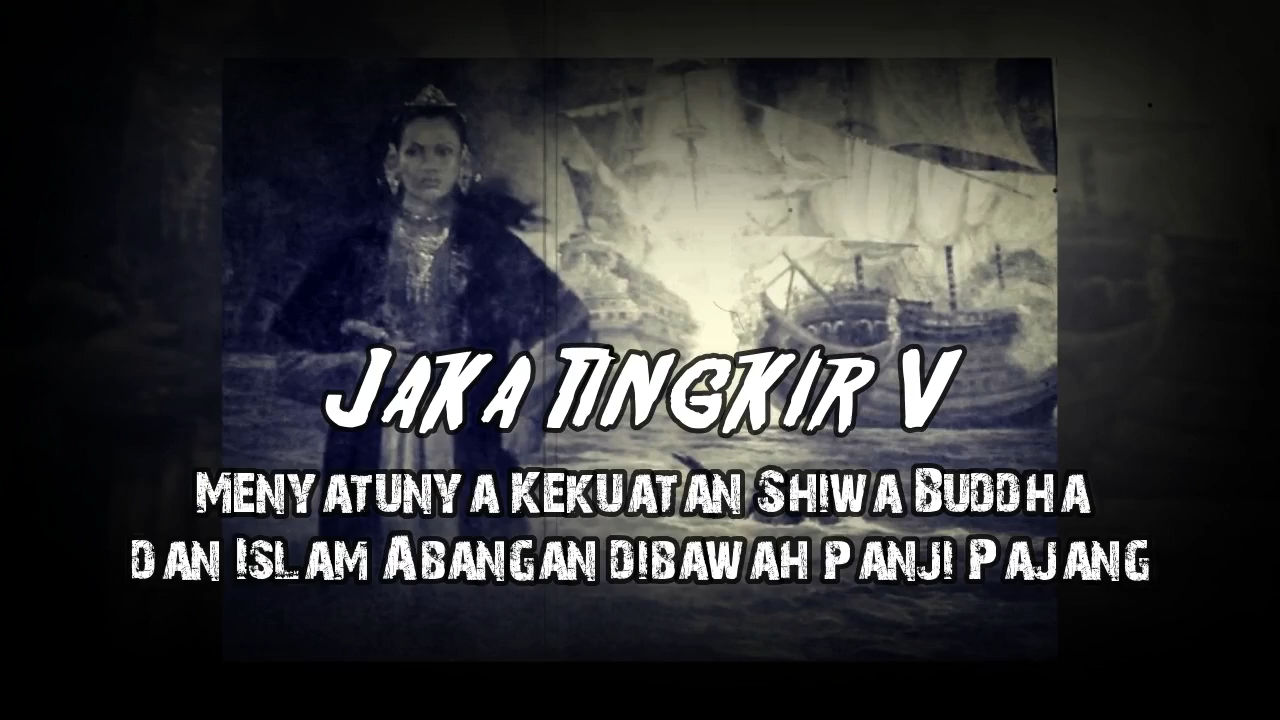 Jaka Tingkir V
Menyatunya Kekuatan Shiwa Buddha
dan Islam Abangan dibawah panji Pajang